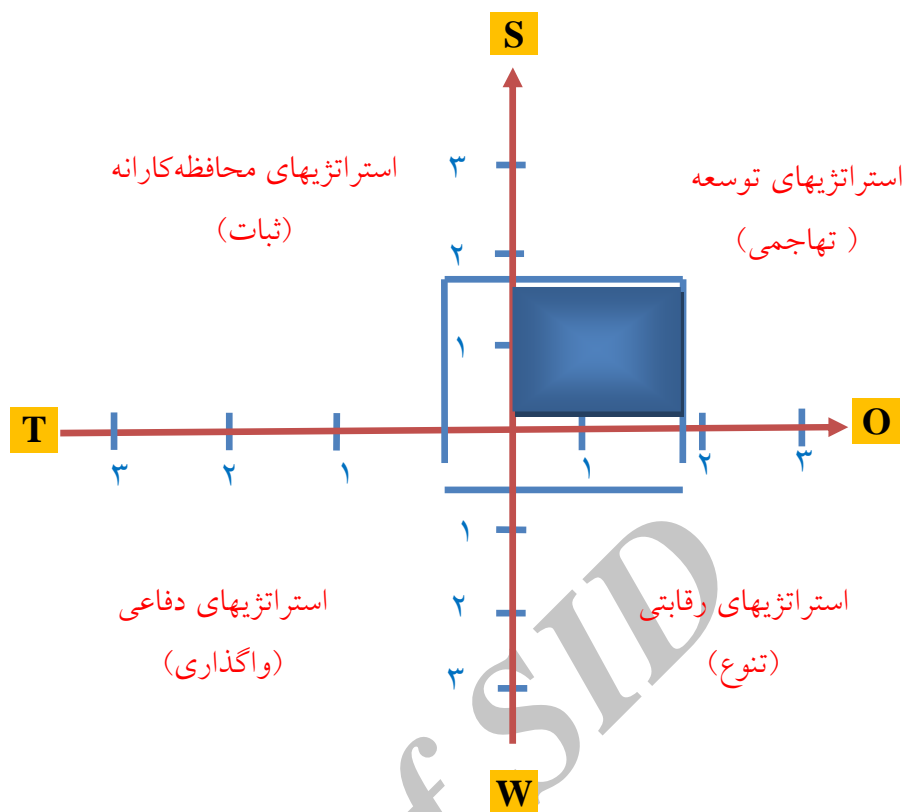 S
استراتژیهای محافظه‌کارانه
(ثبات)
استراتژیهای توسعه
( تهاجمی)
۳
۲
۱
T
۳
۲
۱
۱
۲
۳
O
۱
۲
۳
استراتژیهای دفاعی
(واگذاری)
استراتژیهای رقابتی
(تنوع)
W
f SID